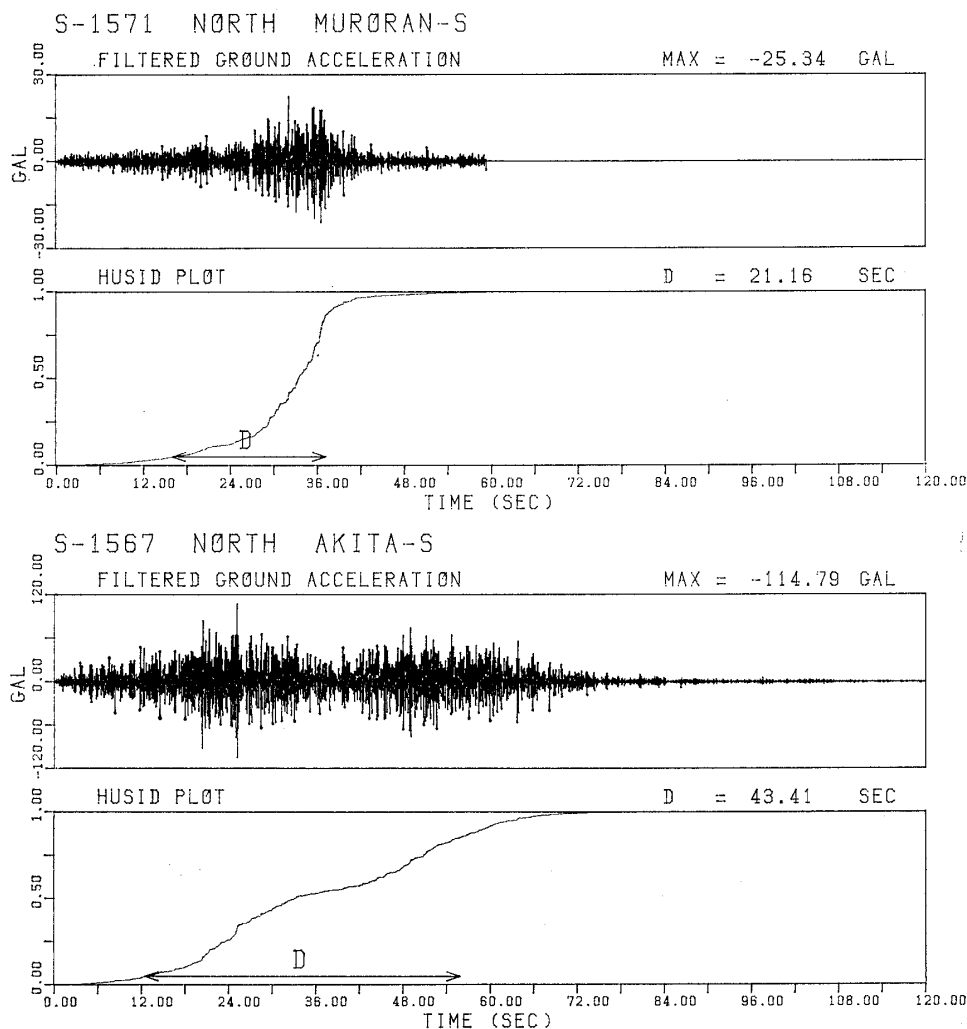 S-1571 NØRTH MURØRAN-S
FILTERED GRØUND ACCELERATIØN MAX = -25.34 GAL
30.00
0.00
-30.00
GAL
HUSID PLØT D = 21.16 SEC
1.00
0.50
0.00
D
0.00 12.00 24.00 36.00 48.00 60.00 72.00 84.00 96.00 108.00 120.00
TIME (SEC)
S-1567 NØRTH AKITA-S
FILTERED GRØUND ACCELERATIØN MAX = -114.79 GAL
120.00
0.00
-120.00
GAL
HUSID PLØT D = 43.41 SEC
1.00
0.50
0.00
D
0.00 12.00 24.00 36.00 48.00 60.00 72.00 84.00 96.00 108.00 120.00
TIME (SEC)